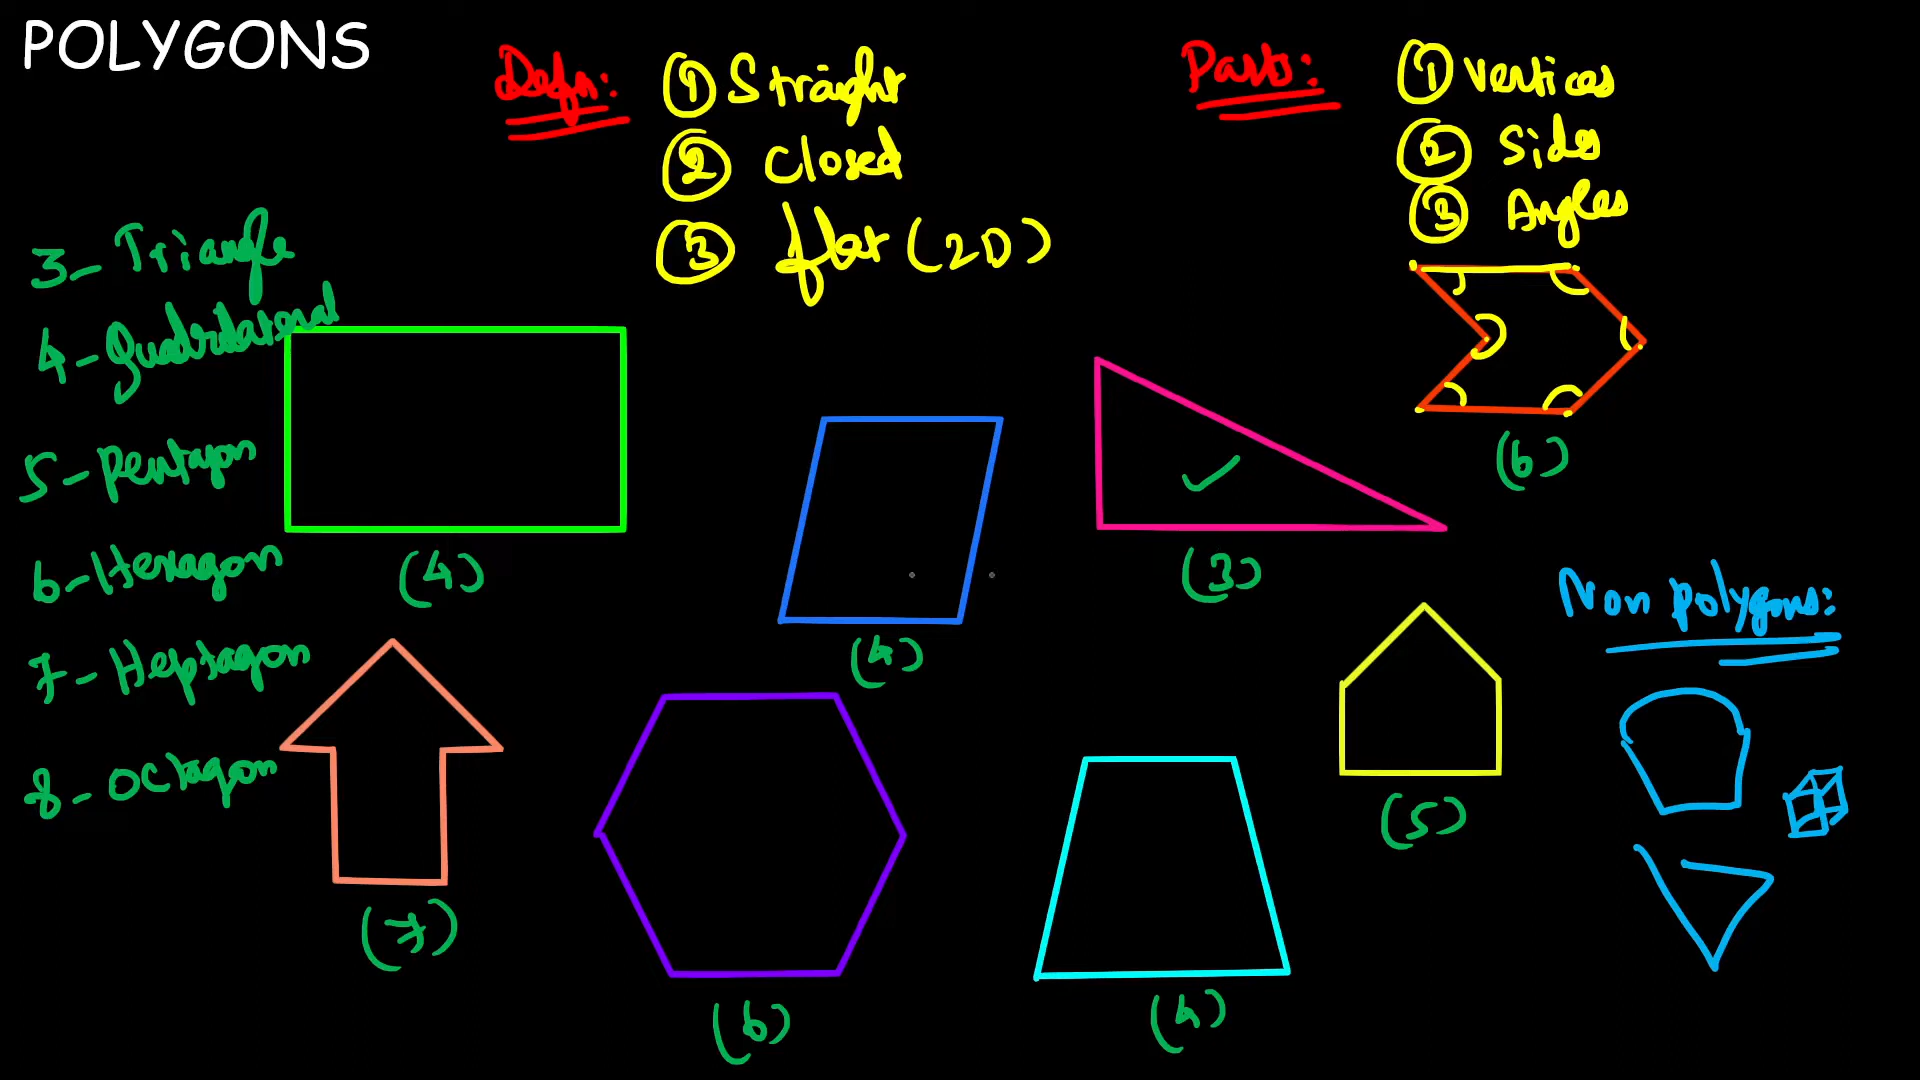 POLYGONS
Defn:
① Straight
② Closed
③ flat (2D)
Parts:
① Vertices
② Sides
③ Angles
3 - Triangle
4 - Quadrilateral
5 - Pentagon
6 - Hexagon
7 - Heptagon
8 - Octagon
(4)
(4)
(3)
(6)
Non polygons:
(7)
(6)
(4)
(5)